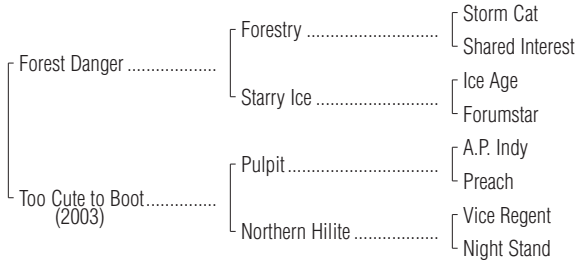 Storm Cat
Forestry ....................................
Shared Interest
Forest Danger ..................
Ice Age
Starry Ice .................................
Forumstar
A.P. Indy
Pulpit.........................................
Preach
Too Cute to Boot..............
(2003)
Vice Regent
Northern Hilite .......................
Night Stand